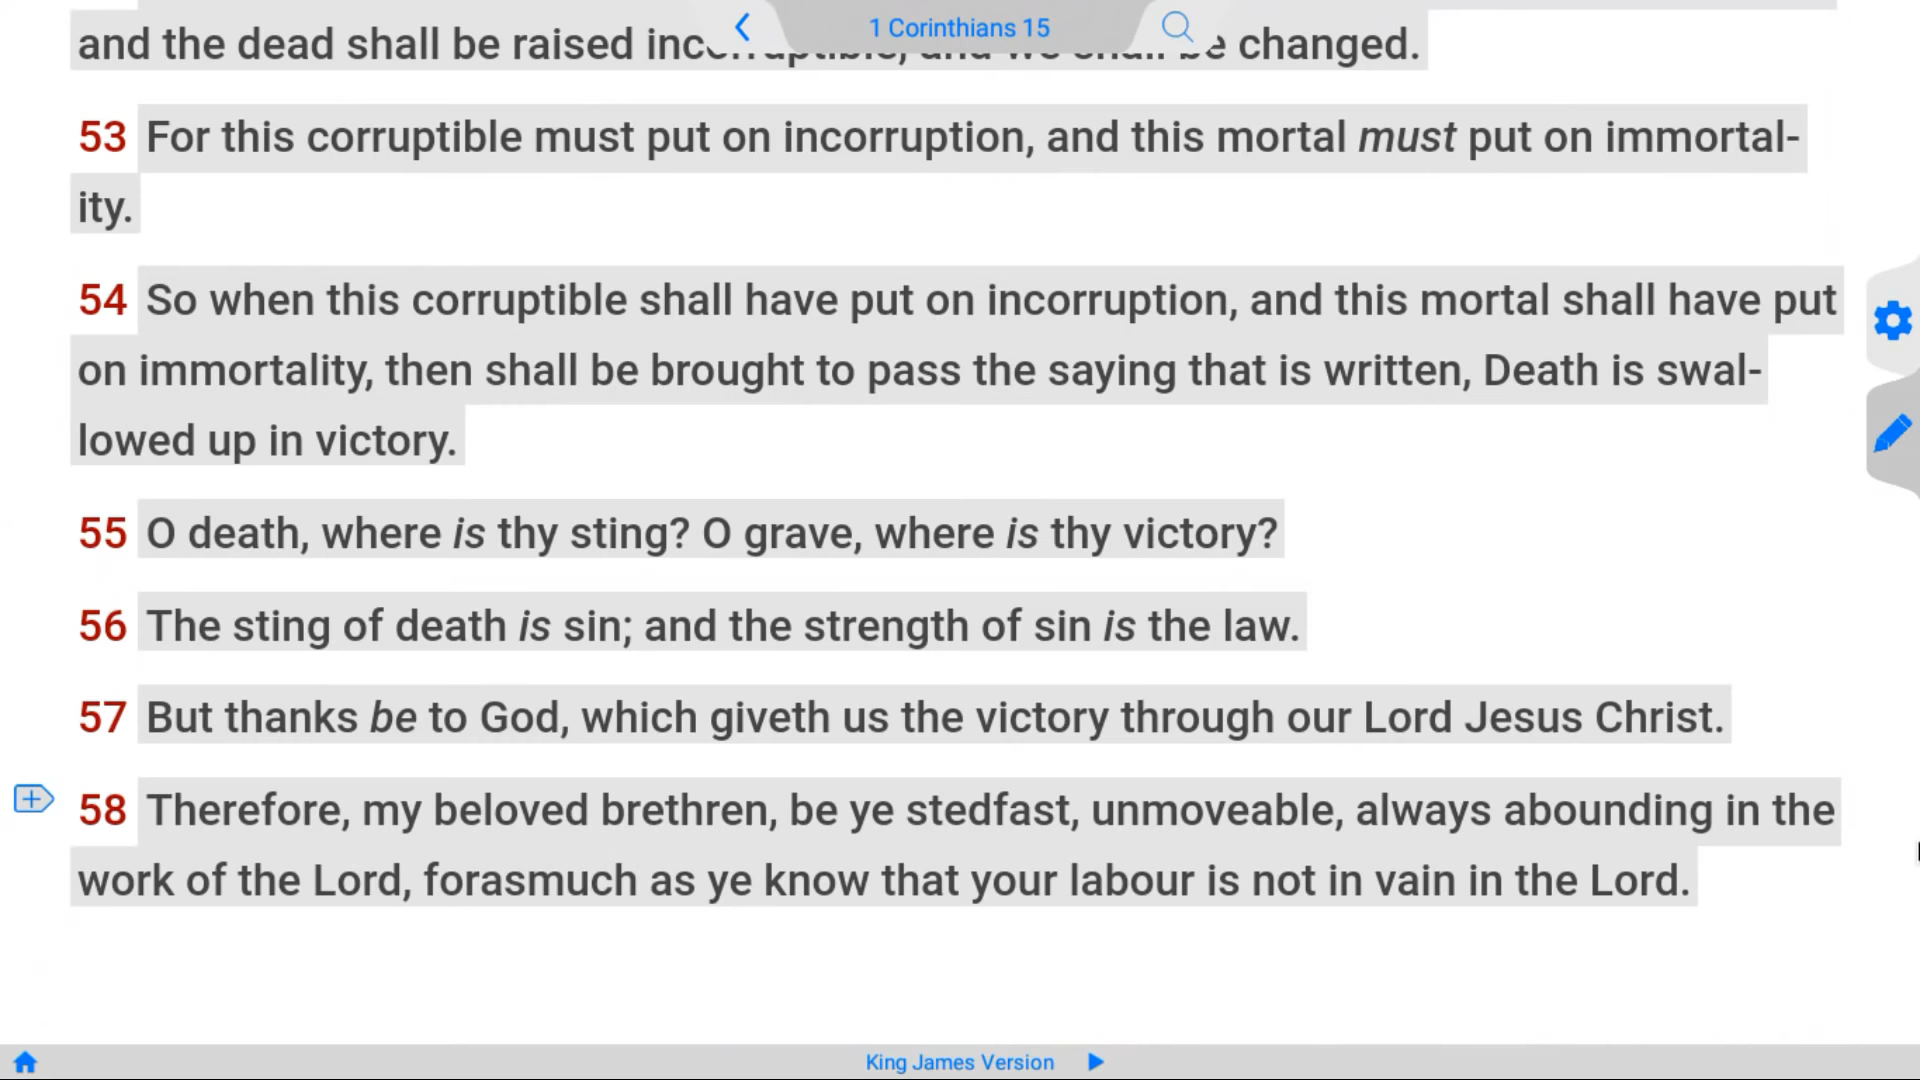 1 Corinthians 15
and the dead shall be raised incorruptible, and we shall be changed.
53 For this corruptible must put on incorruption, and this mortal must put on immortal-
ity.
54 So when this corruptible shall have put on incorruption, and this mortal shall have put
on immortality, then shall be brought to pass the saying that is written, Death is swal-
lowed up in victory.
55 O death, where is thy sting? O grave, where is thy victory?
56 The sting of death is sin; and the strength of sin is the law.
57 But thanks be to God, which giveth us the victory through our Lord Jesus Christ.
58 Therefore, my beloved brethren, be ye stedfast, unmoveable, always abounding in the
work of the Lord, forasmuch as ye know that your labour is not in vain in the Lord.
King James Version